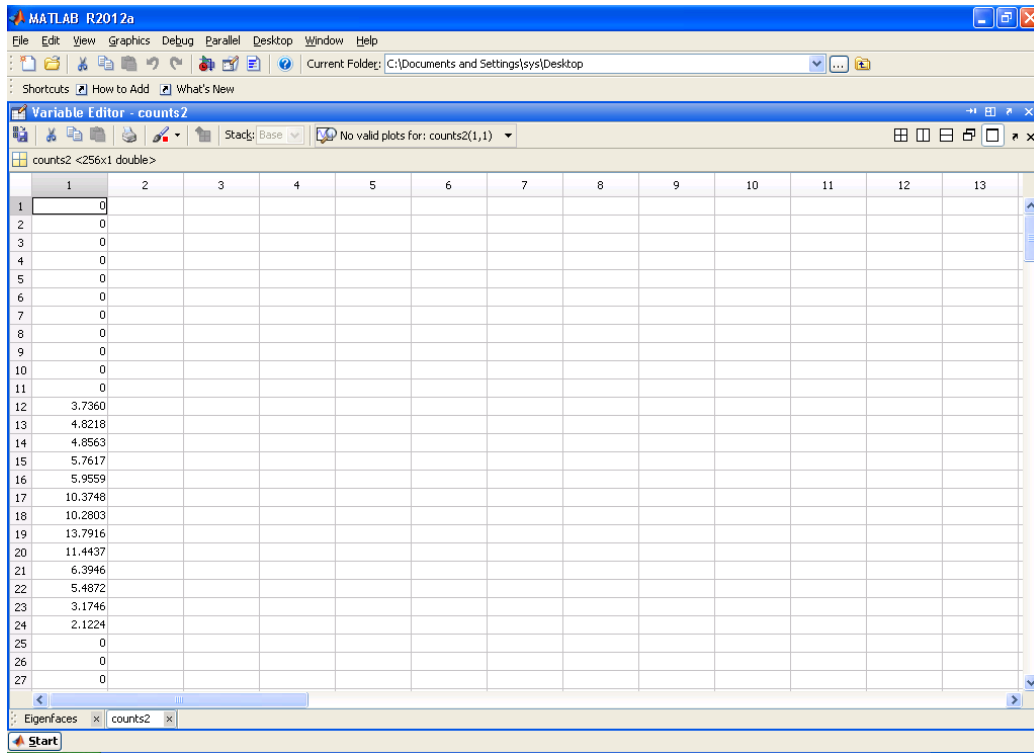 MATLAB R2012a
File Edit View Graphics Debug Parallel Desktop Window Help
Current Folder: C:\Documents and Settings\sys\Desktop
Shortcuts How to Add What's New
Variable Editor - counts2
Stack: Base No valid plots for: counts2(1,1)
counts2 <256x1 double>
1 2 3 4 5 6 7 8 9 10 11 12 13
1 0
2 0
3 0
4 0
5 0
6 0
7 0
8 0
9 0
10 0
11 0
12 3.7360
13 4.8218
14 4.8563
15 5.7617
16 5.9559
17 10.3748
18 10.2803
19 13.7916
20 11.4437
21 6.3946
22 5.4872
23 3.1746
24 2.1224
25 0
26 0
27 0
Eigenfaces counts2
Start